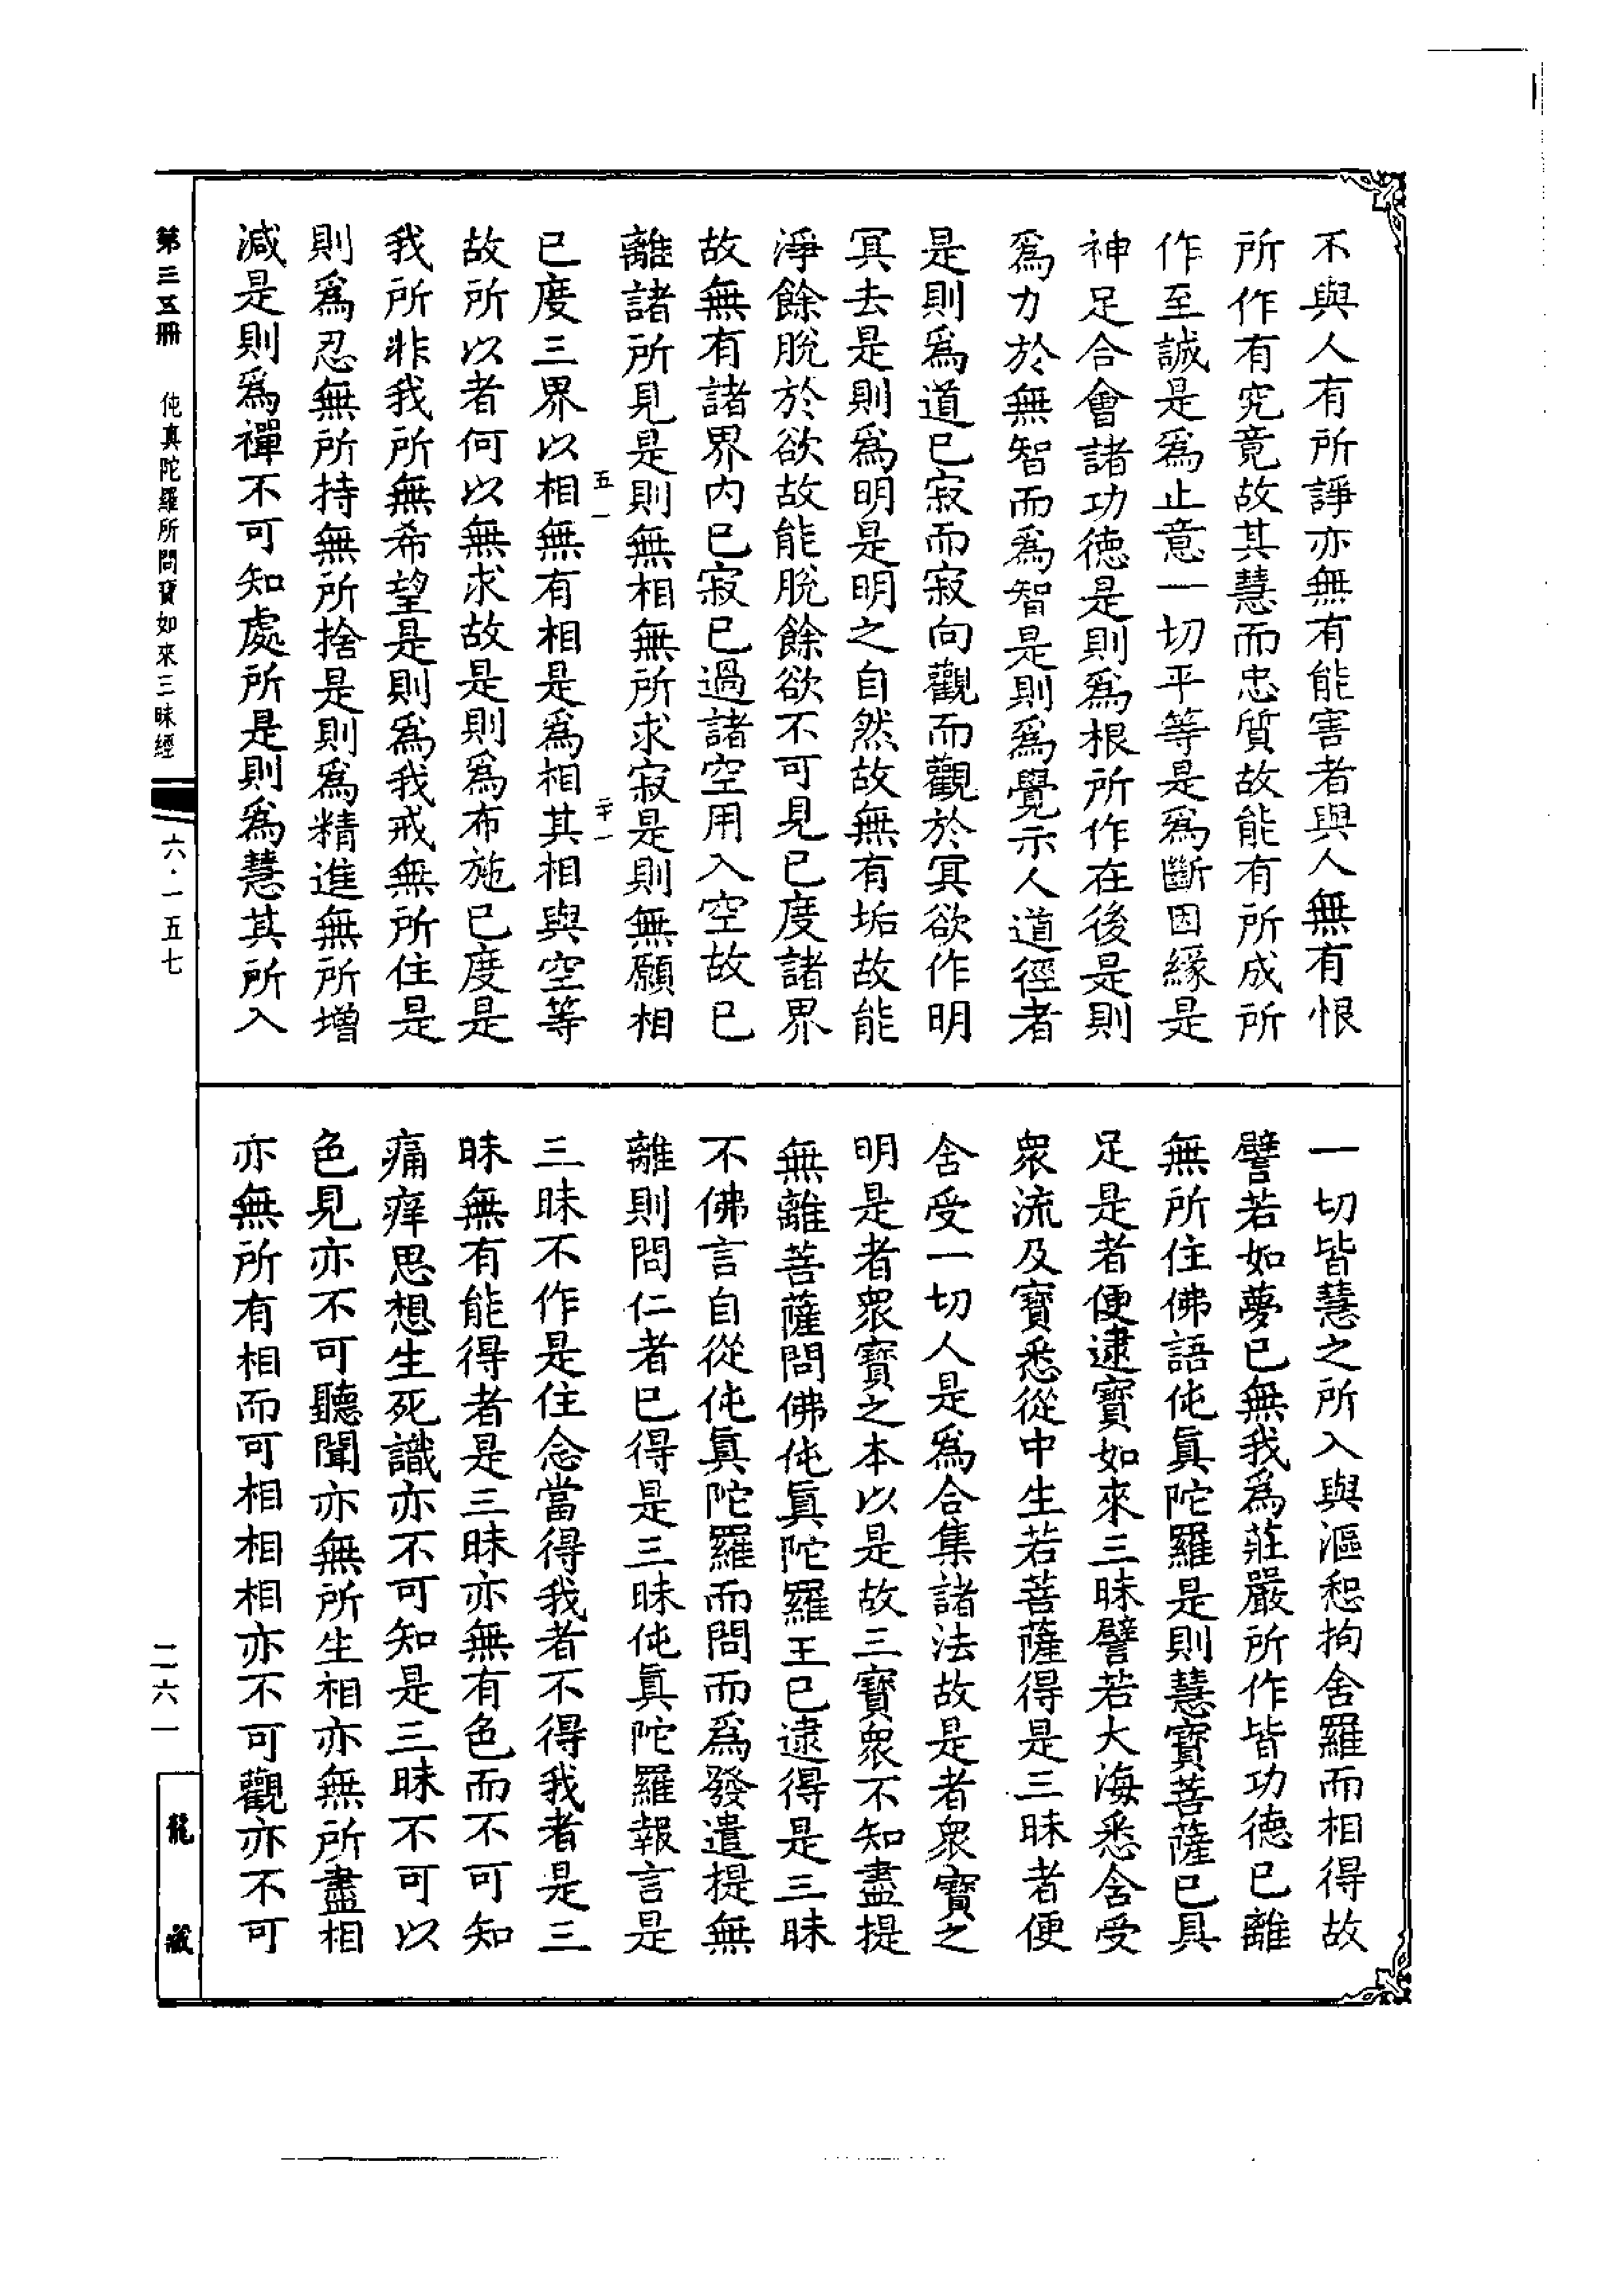 不與人有所諍亦無有能害者與人無有恨
所作有究竟故其慧而忠質故能有所成所
作至誠是爲止意一切平等是爲斷因緣是
神足合會諸功德是則爲根所作在後是則
爲力於無智而爲智是則爲覺示人道徑者
是則爲道已寂而寂向觀而觀於冥欲作明
冥去是則爲明是明之自然故無有垢故能
淨餘脫於欲故能脫餘欲不可見已度諸界
故無有諸界內已寂已過諸空用入空故已
離諸所見是則無相無所求寂是則無願相
五一
二十一
已度三界以相無有相是爲相其相與空等
故所以者何以無求故是則爲布施已度是
我所非我所無希望是則爲我戒無所住是
則爲忍無所持無所捨是則爲精進無所增
減是則爲禪不可知處所是則爲慧其所入
一切皆慧之所入與漚惒拘舍羅而相得故
譬若如夢已無我爲莊嚴所作皆功德已離
無所住佛語伅眞陀羅是則慧寶菩薩已具
足是者便逮寶如來三昧譬若大海悉含受
衆流及寶悉從中生若菩薩得是三昧者便
含受一切人是爲合集諸法故是者衆寶之
明是者衆寶之本以是故三寶衆不知盡提
無離菩薩問佛伅眞陀羅王已逮得是三昧
不佛言自從伅眞陀羅而問而爲發遣提無
離則問仁者已得是三昧伅眞陀羅報言是
三昧不作是住念當得我者不得我者是三
昧無有能得者是三昧亦無有色而不可知
痛痒思想生死識亦不可知是三昧不可以
色見亦不可聽聞亦無所生相亦無所盡相
亦無所有相而可相相相亦不可觀亦不可
第三五冊
伅真陀羅所問寶如來三昧經
六·一五七
二六一
龍藏